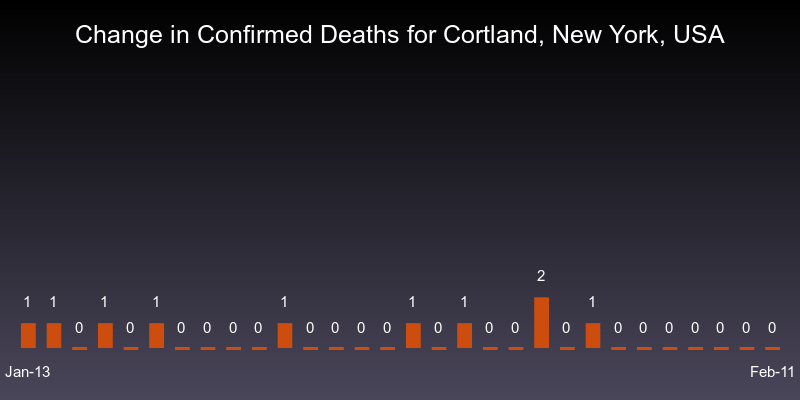 Change in Confirmed Deaths for Cortland, New York, USA
2
1 1 1 1 1 1 1 1
0 0 0 0 0 0 0 0 0 0 0 0 0 0 0 0 0 0 0 0 0
Jan-13 Feb-11